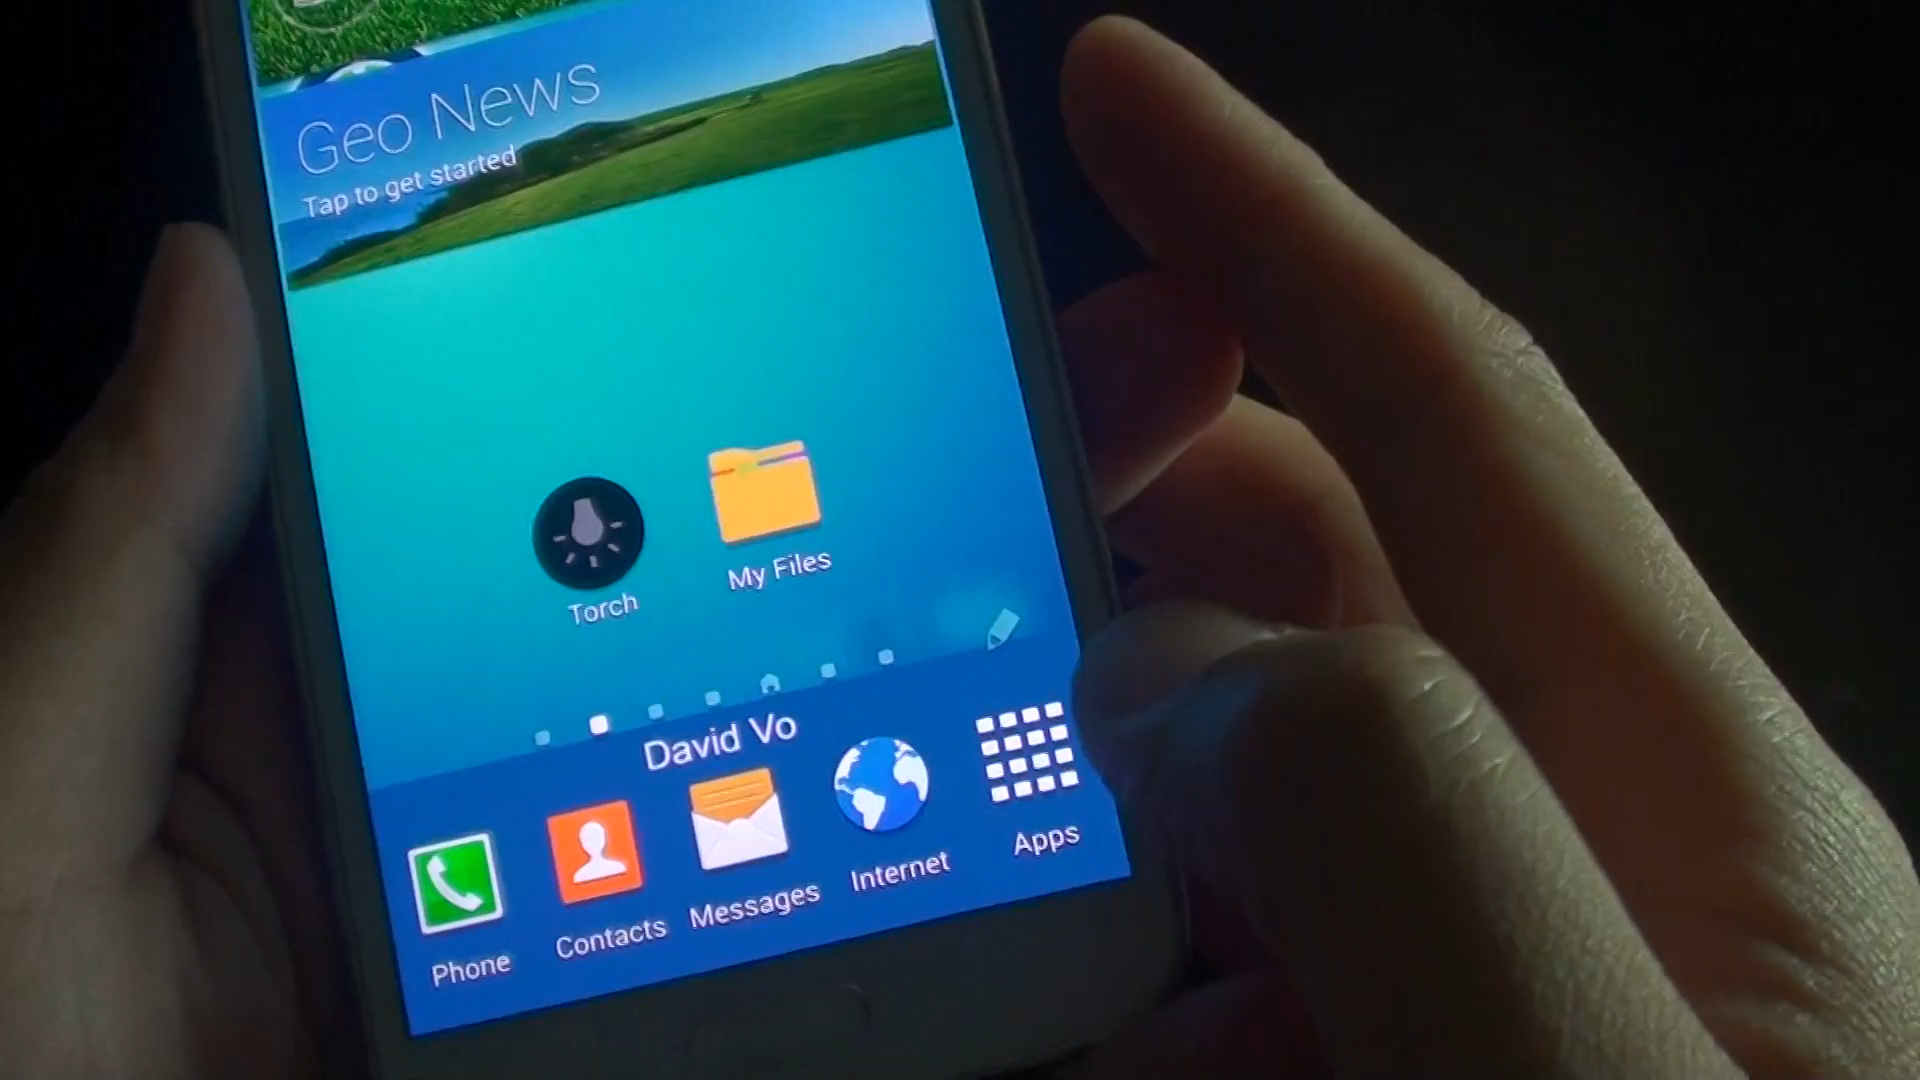 Geo News
Tap to get started
Torch
My Files
David Vo
Phone
Contacts
Messages
Internet
Apps